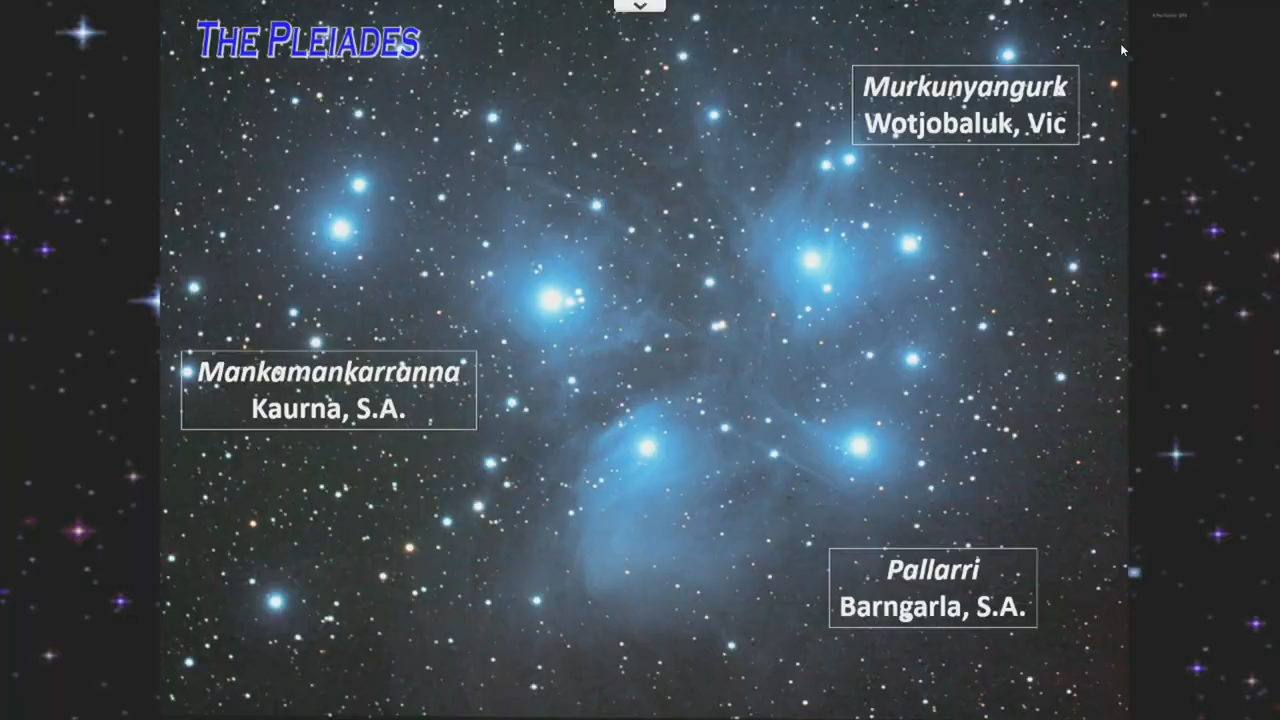 THE PLEIADES
Murkunyangurk
Wotjobaluk, Vic
Mankamankarranna
Kaurna, S.A.
Pallarri
Barngarla, S.A.